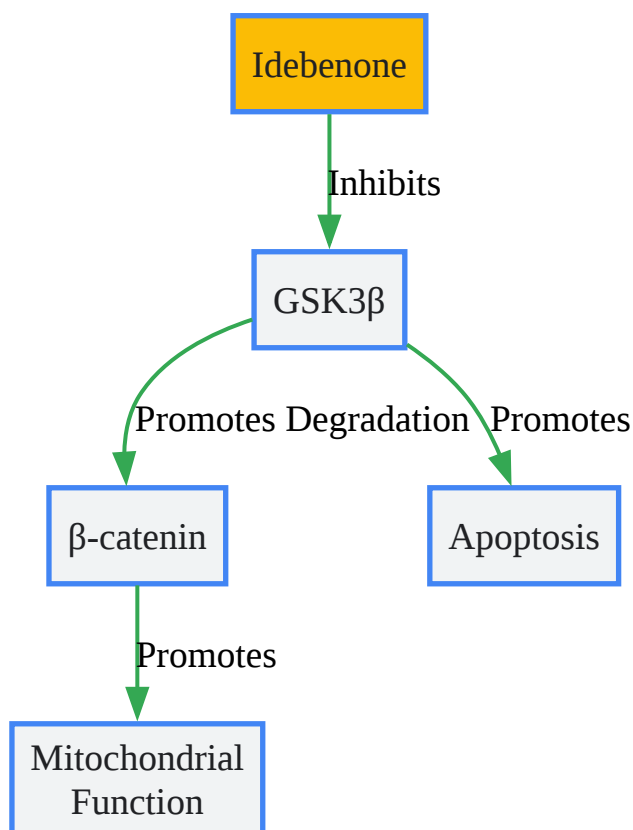 Idebenone
Inhibits
GSK3β
Promotes Degradation
Promotes
β-catenin
Apoptosis
Promotes
Mitochondrial
Function